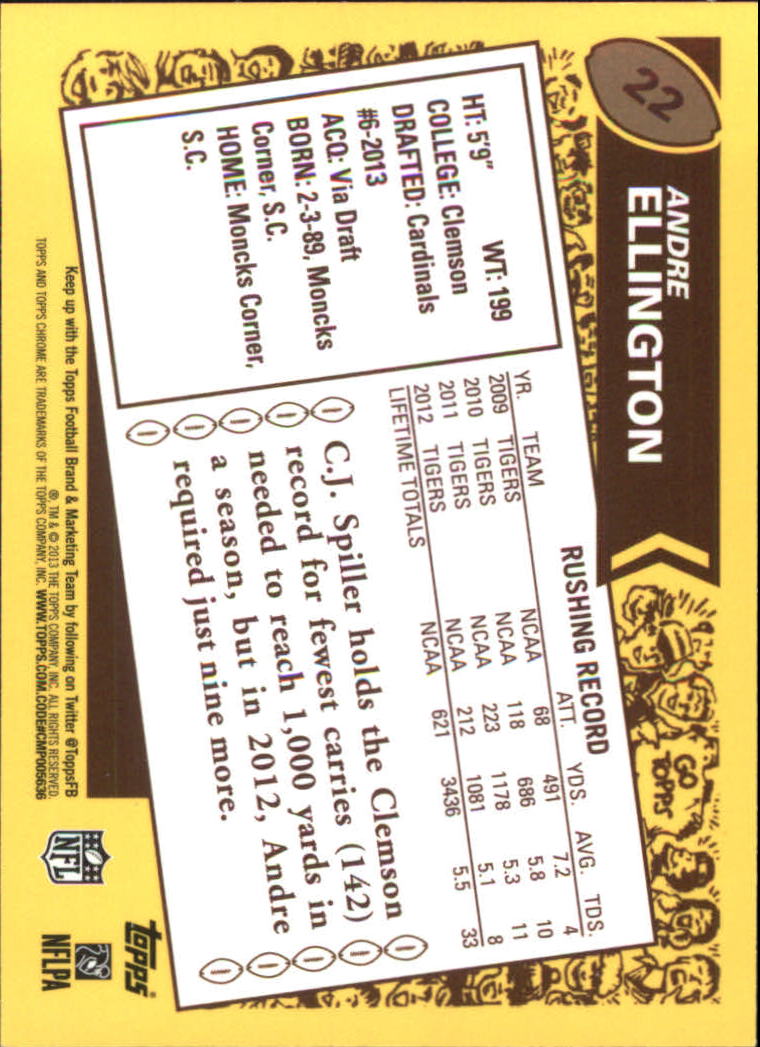 22
ANDRE
ELLINGTON
HT: 5'9" WT: 199
COLLEGE: Clemson
DRAFTED: Cardinals
#6-2013
ACQ: Via Draft
BORN: 2-3-89, Moncks
Corner, S.C.
HOME: Moncks Corner,
S.C.
RUSHING RECORD
YR. TEAM ATT. YDS. AVG. TDS.
2009 TIGERS NCAA 68 491 7.2 4
2010 TIGERS NCAA 118 686 5.8 10
2011 TIGERS NCAA 223 1178 5.3 11
2012 TIGERS NCAA 212 1081 5.1 8
LIFETIME TOTALS NCAA 621 3436 5.5 33
C.J. Spiller holds the Clemson
record for fewest carries (142)
needed to reach 1,000 yards in
a season, but in 2012, Andre
required just nine more.
GO
TOPPS
Keep up with the Topps Football Brand & Marketing Team by following on Twitter @ToppsFB
®, TM & © 2013 THE TOPPS COMPANY, INC. ALL RIGHTS RESERVED.
TOPPS AND TOPPS CHROME ARE TRADEMARKS OF THE TOPPS COMPANY, INC. WWW.TOPPS.COM.CODE#CMP005636
NFL
topps®
NFLPA